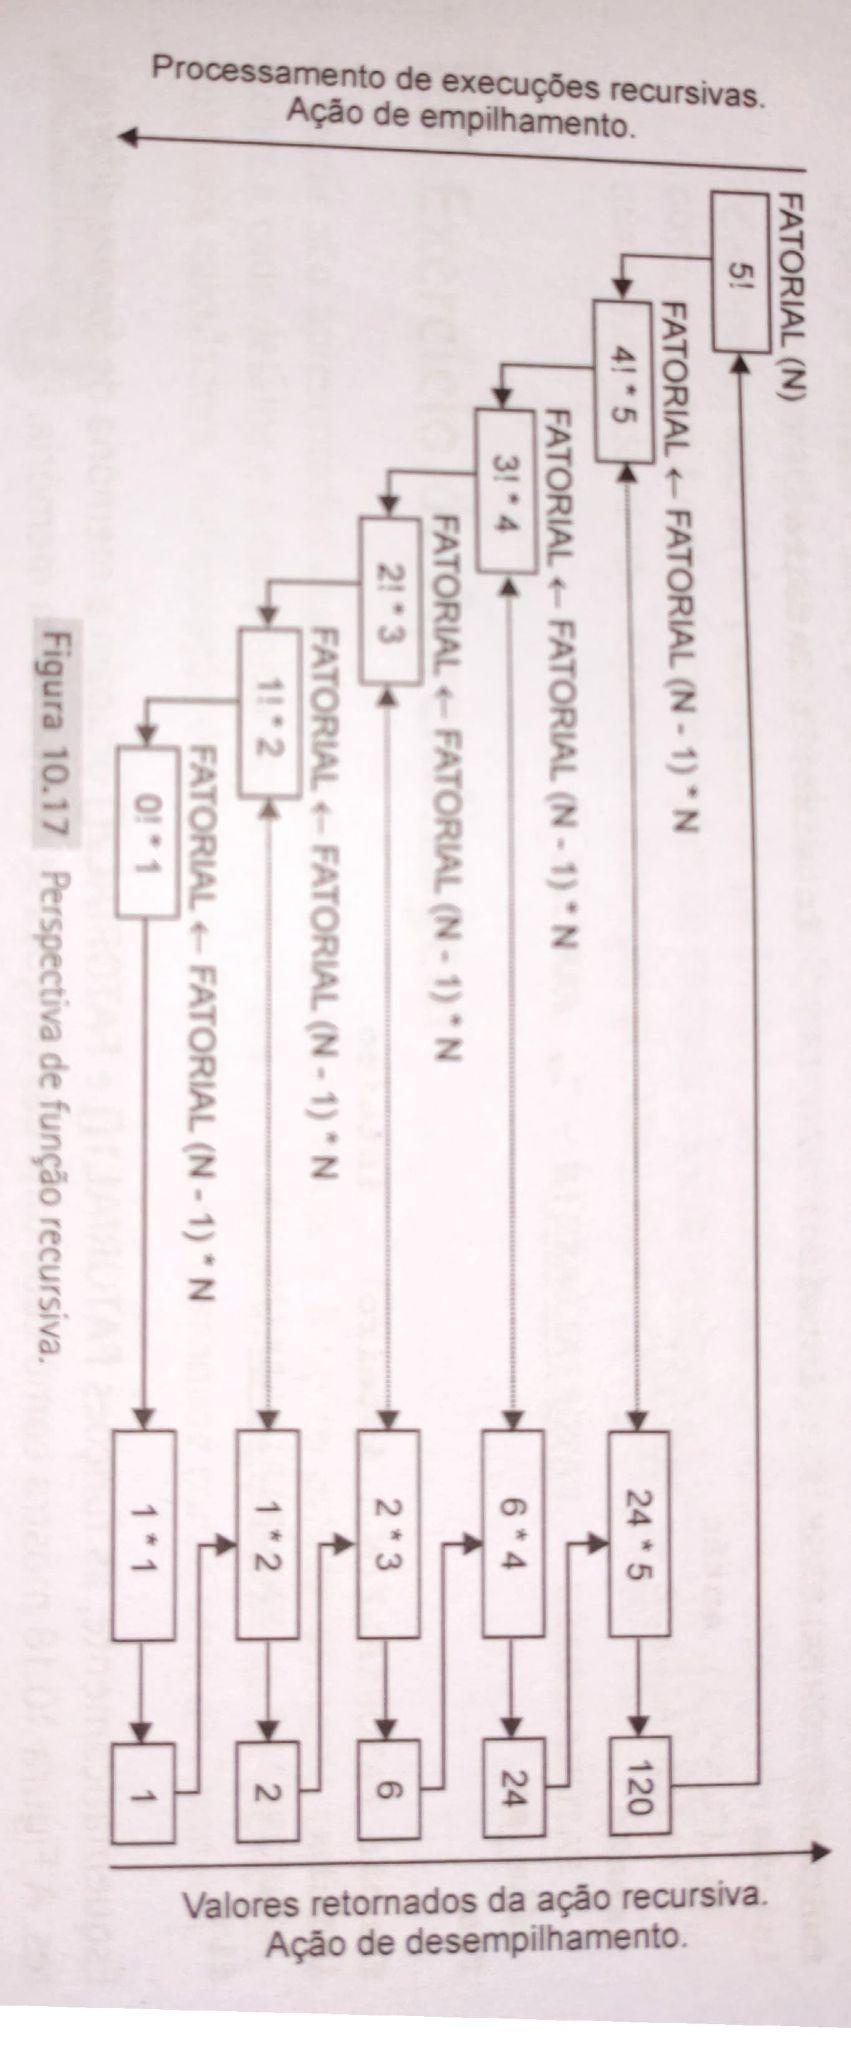 Processamento de execuções recursivas.
Ação de empilhamento.
FATORIAL (N)
5!
FATORIAL ← FATORIAL (N - 1) * N
4! * 5
FATORIAL ← FATORIAL (N - 1) * N
3! * 4
FATORIAL ← FATORIAL (N - 1) * N
2! * 3
FATORIAL ← FATORIAL (N - 1) * N
1! * 2
FATORIAL ← FATORIAL (N - 1) * N
0! * 1
24 * 5
120
6 * 4
24
2 * 3
6
1 * 2
2
1 * 1
1
Valores retornados da ação recursiva.
Ação de desempilhamento.
Figura 10.17 Perspectiva de função recursiva.